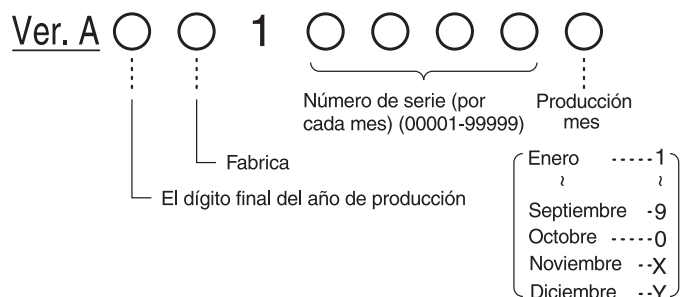 Ver. A ○ ○ 1 ○ ○ ○ ○ ○
Número de serie (por
cada mes) (00001-99999)
Producción
mes
Fabrica
El dígito final del año de producción
Enero -----1
~ ~
Septiembre -9
Octobre -----0
Noviembre --X
Diciembre --Y